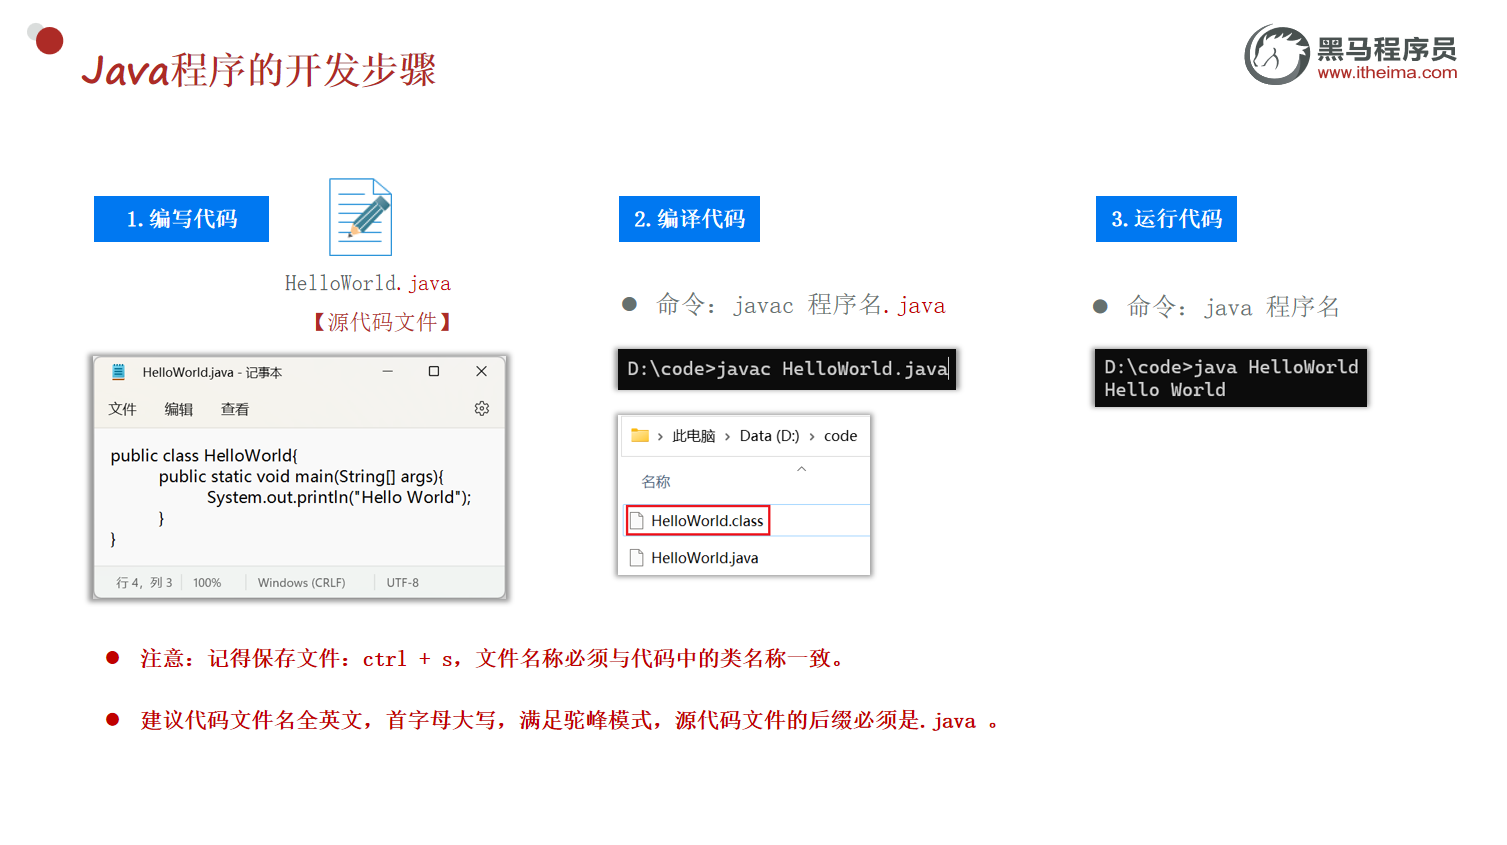 Java程序的开发步骤
黑马程序员
www.itheima.com
1.编写代码
HelloWorld.java
【源代码文件】
HelloWorld.java - 记事本
文件 编辑 查看
public class HelloWorld{
public static void main(String[] args){
System.out.println("Hello World");
}
}
行 4，列 3 100% Windows (CRLF) UTF-8
2.编译代码
命令：javac 程序名.java
D:\code>javac HelloWorld.java
此电脑 › Data (D:) › code
名称
HelloWorld.class
HelloWorld.java
3.运行代码
命令：java 程序名
D:\code>java HelloWorld
Hello World
注意：记得保存文件：ctrl + s，文件名称必须与代码中的类名称一致。
建议代码文件名全英文，首字母大写，满足驼峰模式，源代码文件的后缀必须是.java 。